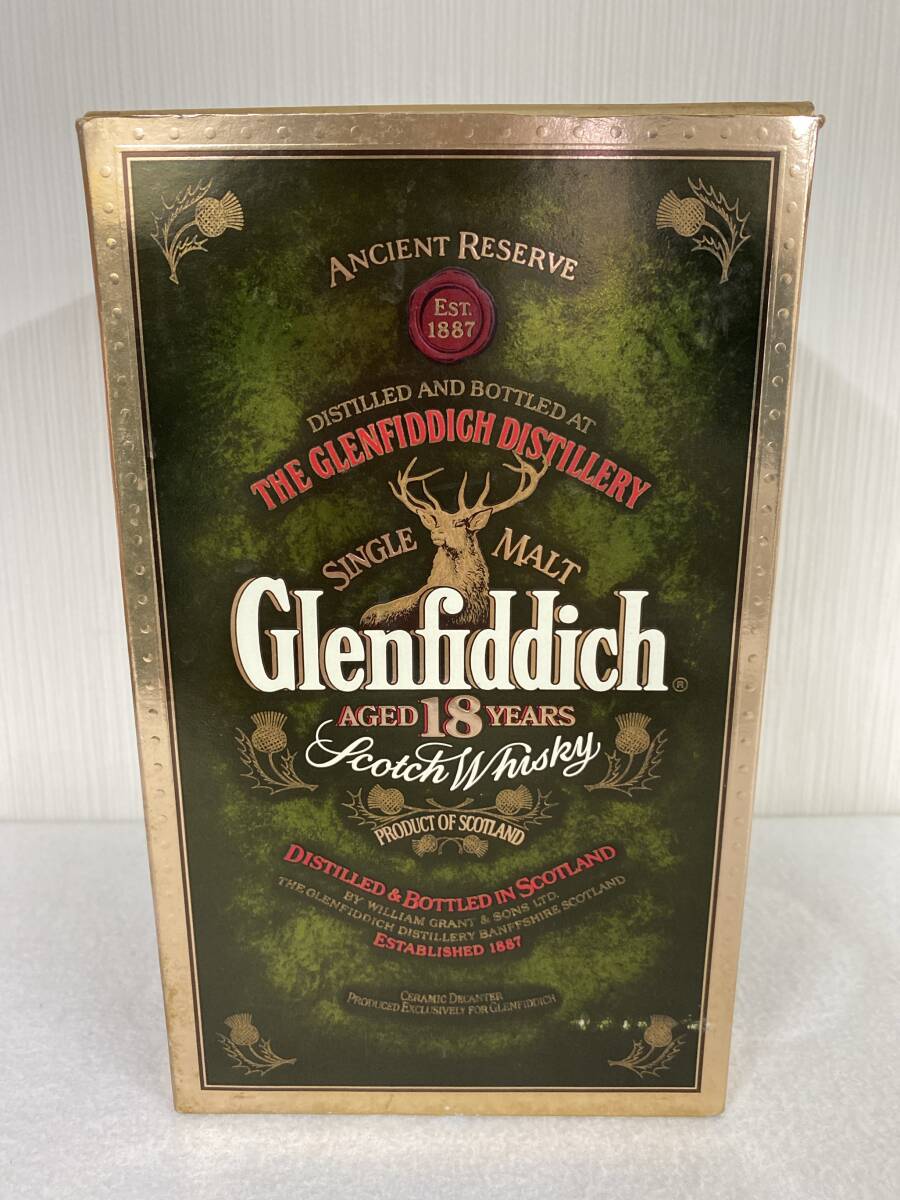 ANCIENT RESERVE
EST.
1887
DISTILLED AND BOTTLED AT
THE GLENFIDDICH DISTILLERY
SINGLE MALT
Glenfiddich ®
AGED 18 YEARS
Scotch Whisky
PRODUCT OF SCOTLAND
DISTILLED & BOTTLED IN SCOTLAND
BY WILLIAM GRANT & SONS LTD.
THE GLENFIDDICH DISTILLERY BANFFSHIRE SCOTLAND
ESTABLISHED 1887
CERAMIC DECANTER
PRODUCED EXCLUSIVELY FOR GLENFIDDICH